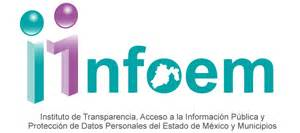 infoem
Instituto de Transparencia, Acceso a la Información Pública y
Protección de Datos Personales del Estado de México y Municipios